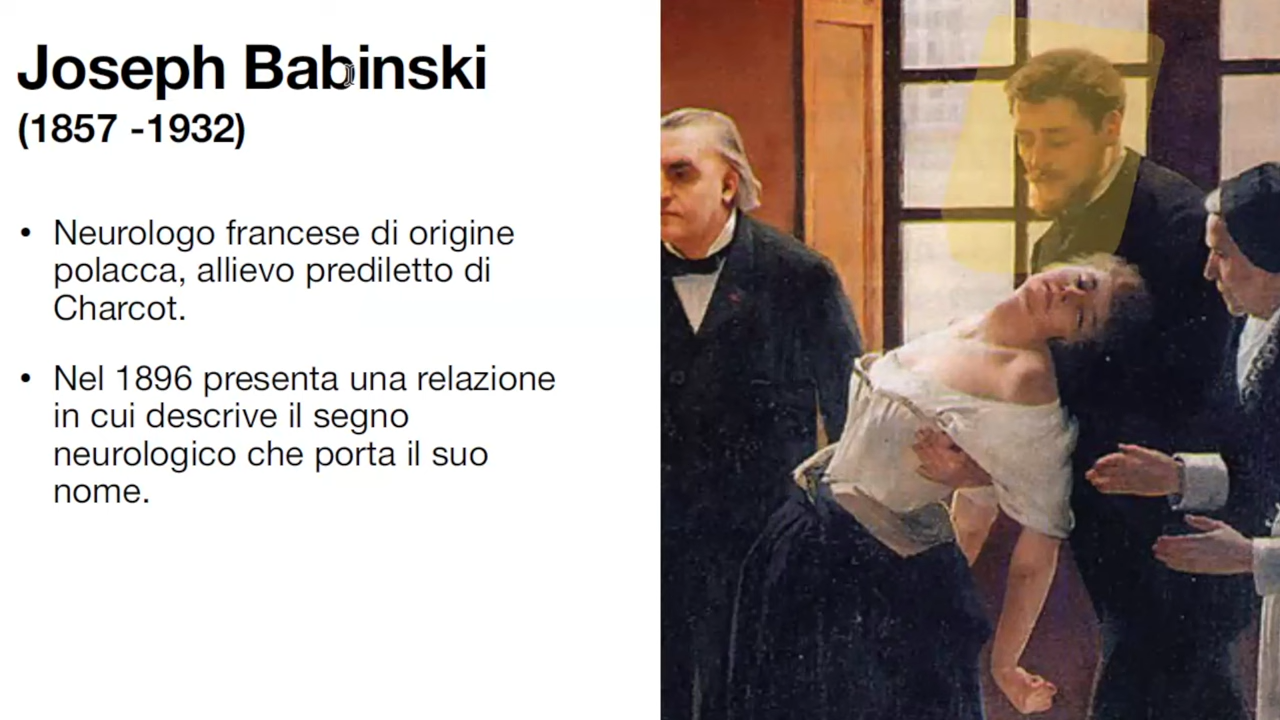 Joseph Babinski
(1857 -1932)
• Neurologo francese di origine
polacca, allievo prediletto di
Charcot.
• Nel 1896 presenta una relazione
in cui descrive il segno
neurologico che porta il suo
nome.